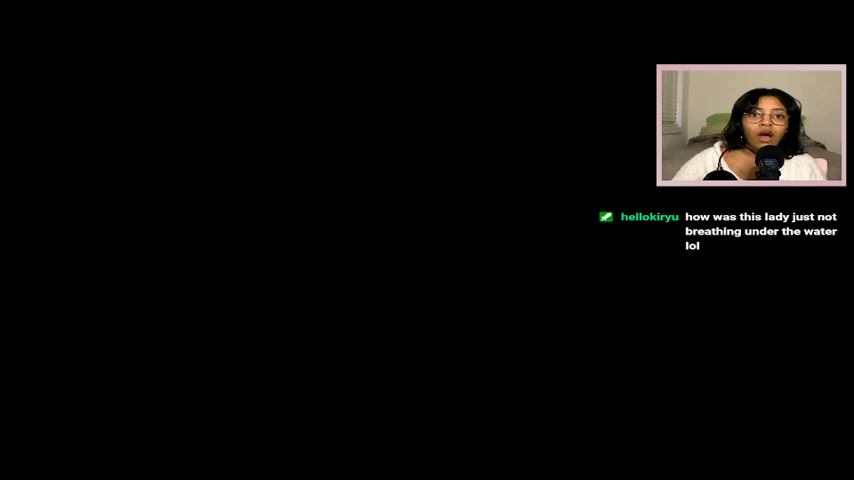 hellokiryu how was this lady just not
breathing under the water
lol